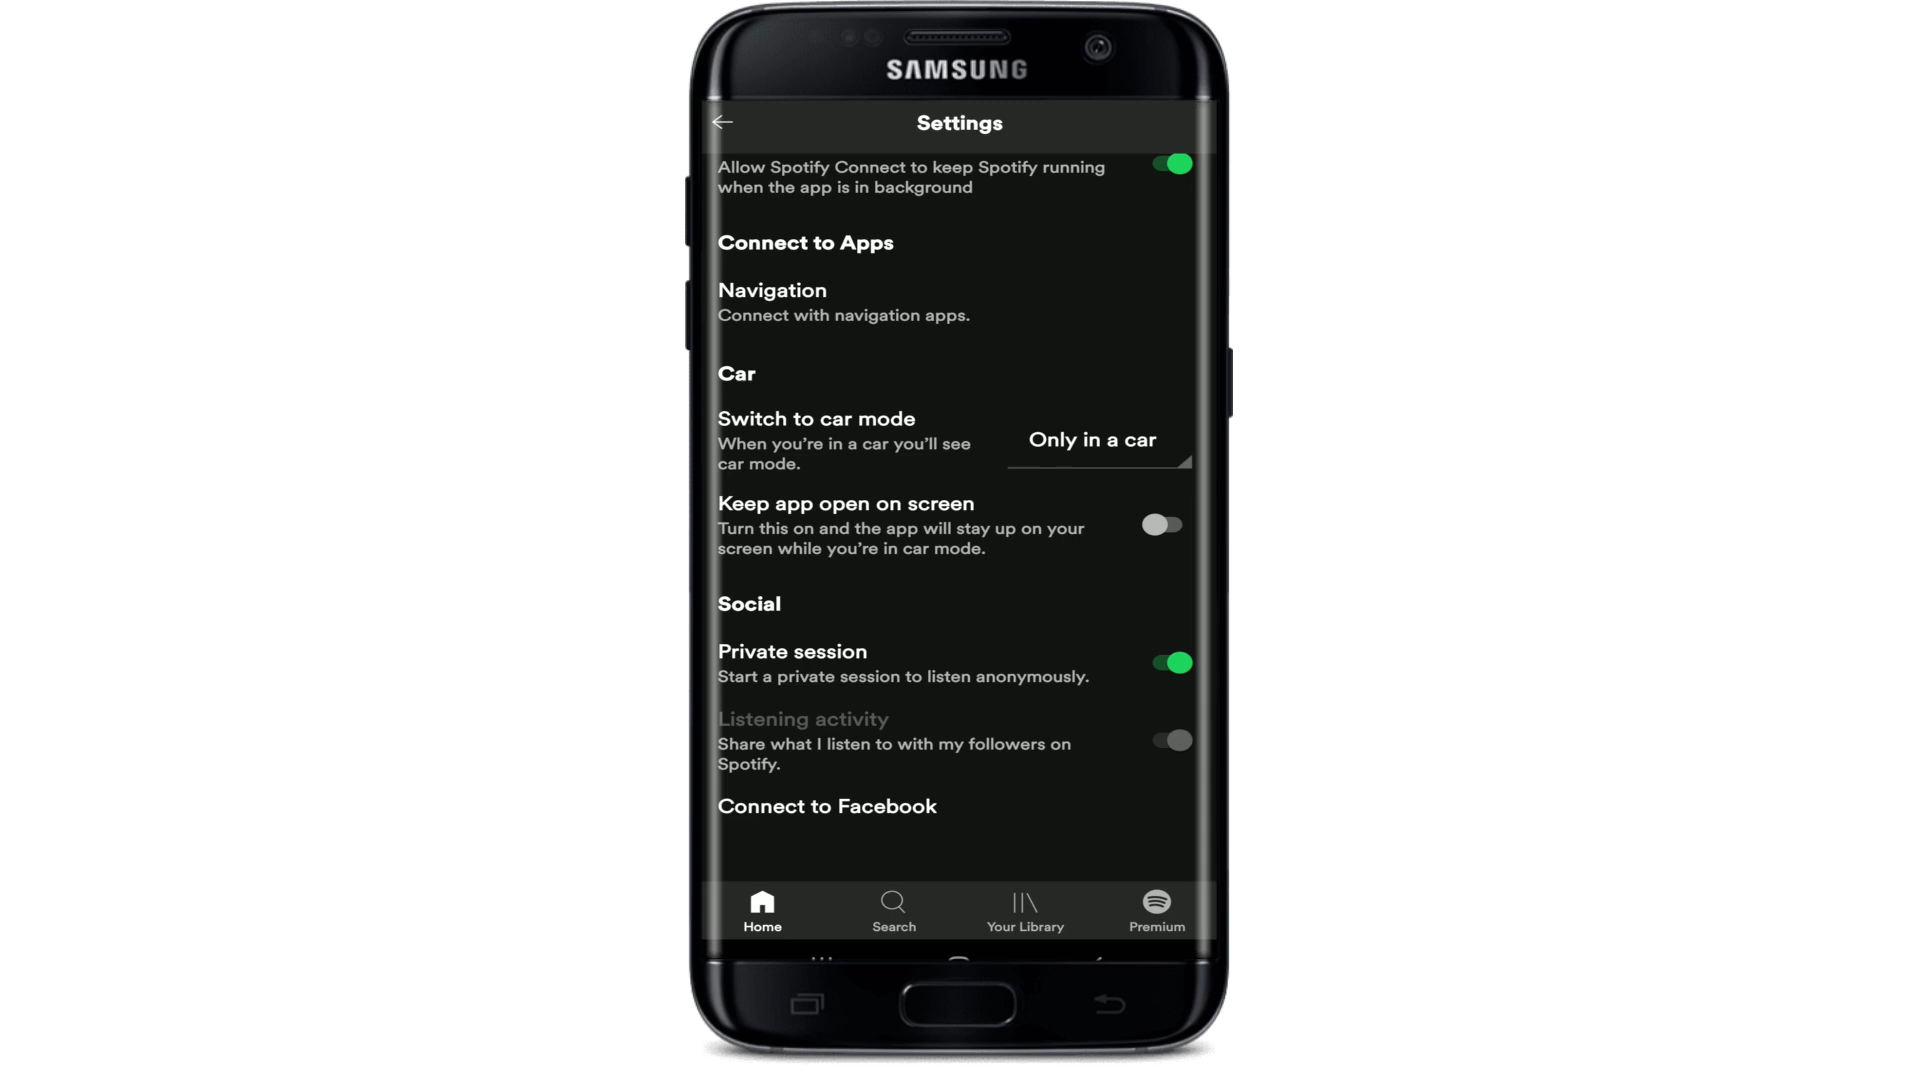 SAMSUNG
Settings
Allow Spotify Connect to keep Spotify running
when the app is in background
Connect to Apps
Navigation
Connect with navigation apps.
Car
Switch to car mode
When you’re in a car you’ll see
car mode.
Only in a car
Keep app open on screen
Turn this on and the app will stay up on your
screen while you’re in car mode.
Social
Private session
Start a private session to listen anonymously.
Listening activity
Share what I listen to with my followers on
Spotify.
Connect to Facebook
Home
Search
Your Library
Premium